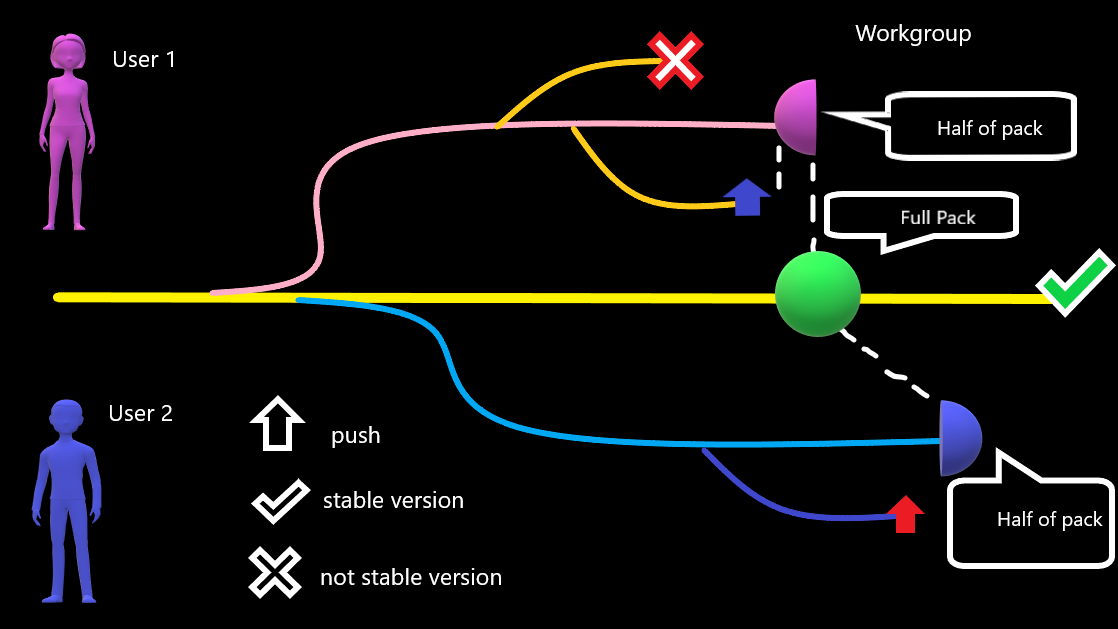 User 1
Workgroup
Half of pack
Full Pack
User 2
push
stable version
Half of pack
not stable version